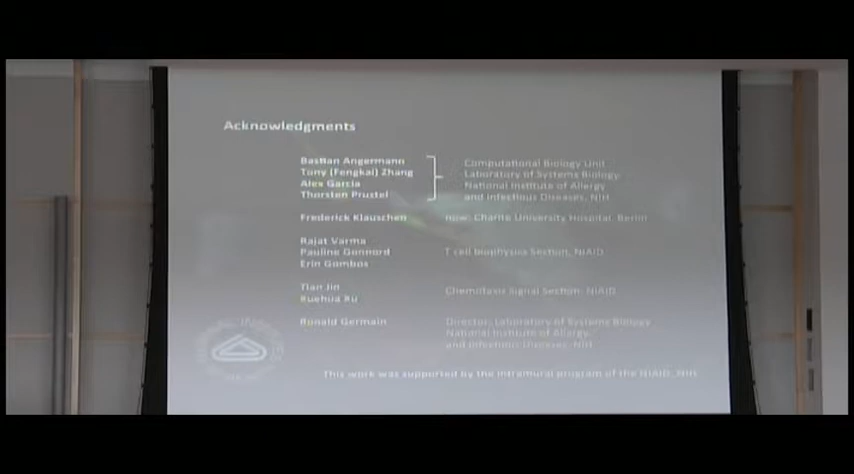 Acknowledgments
Bastian Angermann
Tony (Fengkai) Zhang
Alex Garcia
Thorsten Prustel
Computational Biology Unit
Laboratory of Systems Biology
National Institute of Allergy
and Infectious Diseases, NIH
Frederick Klauschen
now: Charite University Hospital, Berlin
Rajat Varma
Pauline Gonnord
Erin Gombos
T cell biophysics Section, NIAID
Tian Jin
Xuehua Xu
Chemotaxis Signal Section, NIAID
Ronald Germain
Director, Laboratory of Systems Biology
National Institute of Allergy
and Infectious Diseases, NIH
This work was supported by the intramural program of the NIAID, NIH